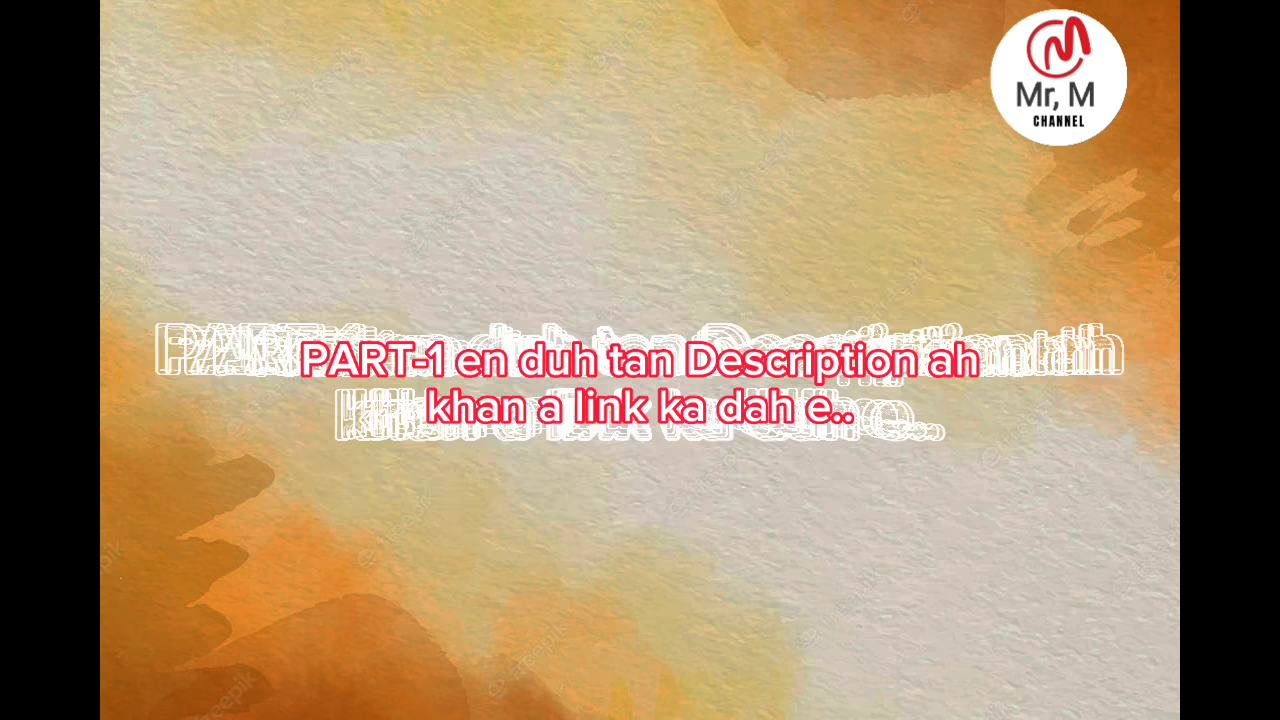 Mr, M
CHANNEL
PART-1 en duh tan Description ah
khan a link ka dah e..